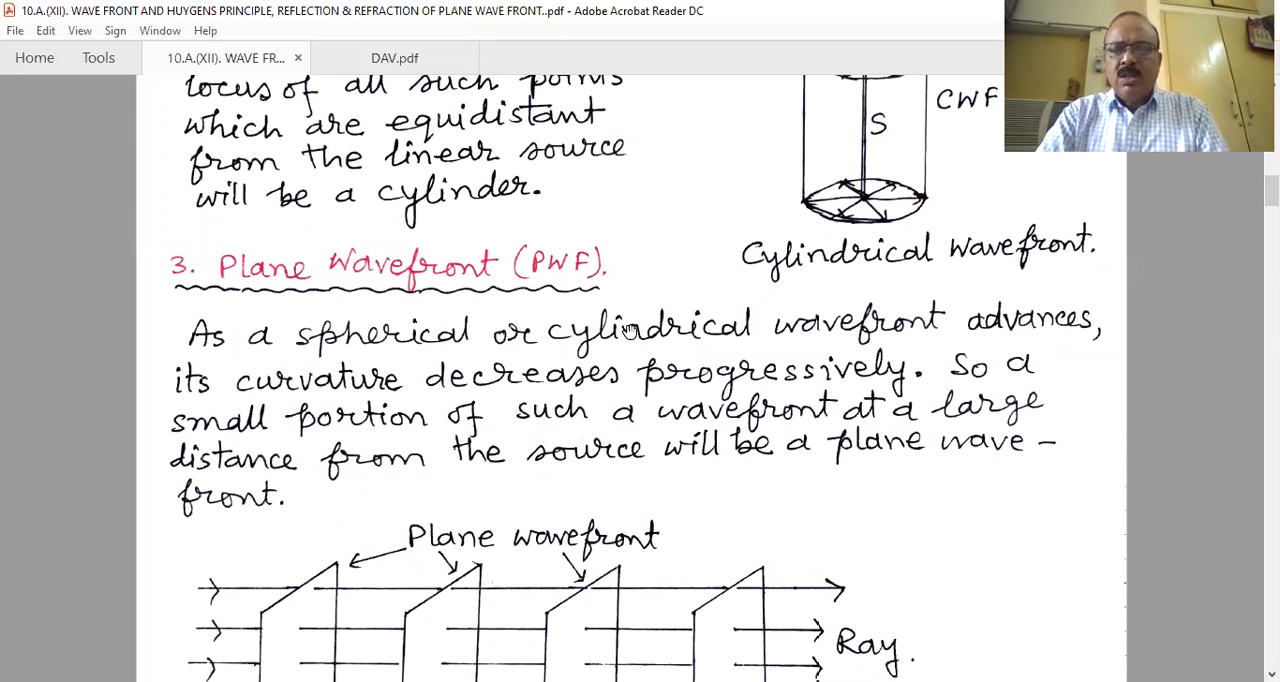 10.A.(XII). WAVE FRONT AND HUYGENS PRINCIPLE, REFLECTION & REFRACTION OF PLANE WAVE FRONT..pdf - Adobe Acrobat Reader DC
File Edit View Sign Window Help
Home Tools 10.A.(XII). WAVE FR... × DAV.pdf
locus of all such points
which are equidistant
from the linear source
will be a cylinder.
CWF
S
Cylindrical Wavefront.
3. Plane Wavefront (PWF).
As a spherical or cylindrical wavefront advances,
its curvature decreases progressively. So a
small portion of such a wavefront at a large
distance from the source will be a plane wave-
front.
Plane wavefront
Ray.